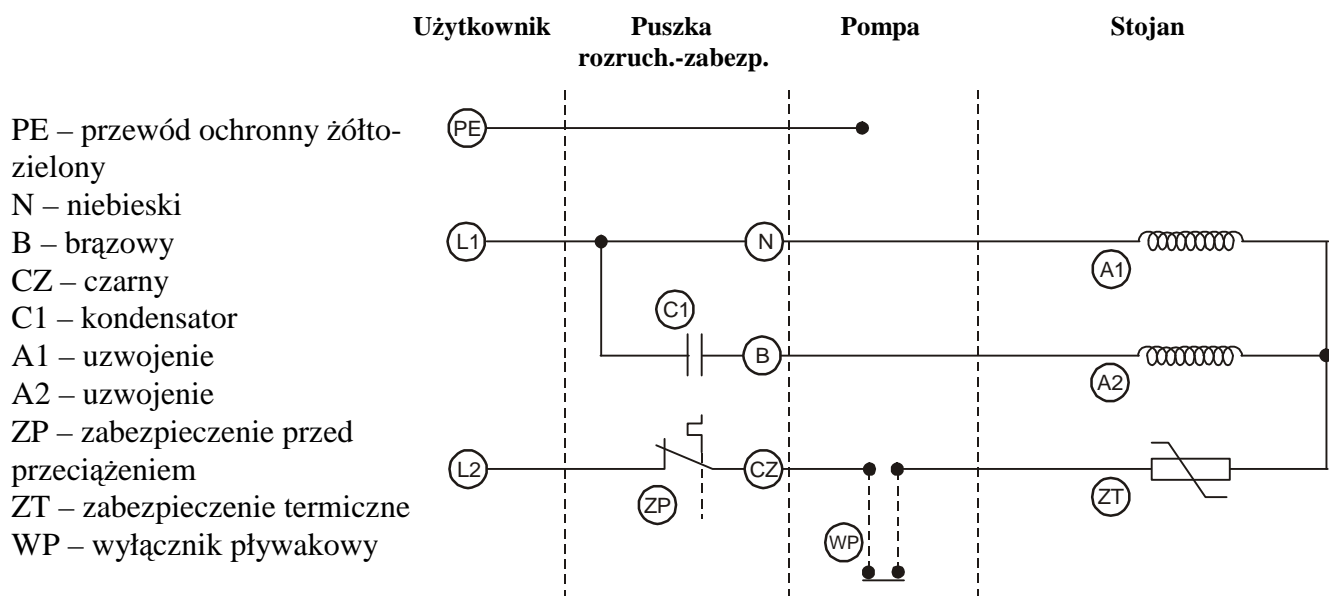 Użytkownik Puszka Pompa Stojan
rozruch.-zabezp.
PE – przewód ochronny żółto-
zielony
N – niebieski
B – brązowy
CZ – czarny
C1 – kondensator
A1 – uzwojenie
A2 – uzwojenie
ZP – zabezpieczenie przed
przeciążeniem
ZT – zabezpieczenie termiczne
WP – wyłącznik pływakowy
PE
L1 N A1
C1
B A2
L2 CZ
ZP ZT
WP